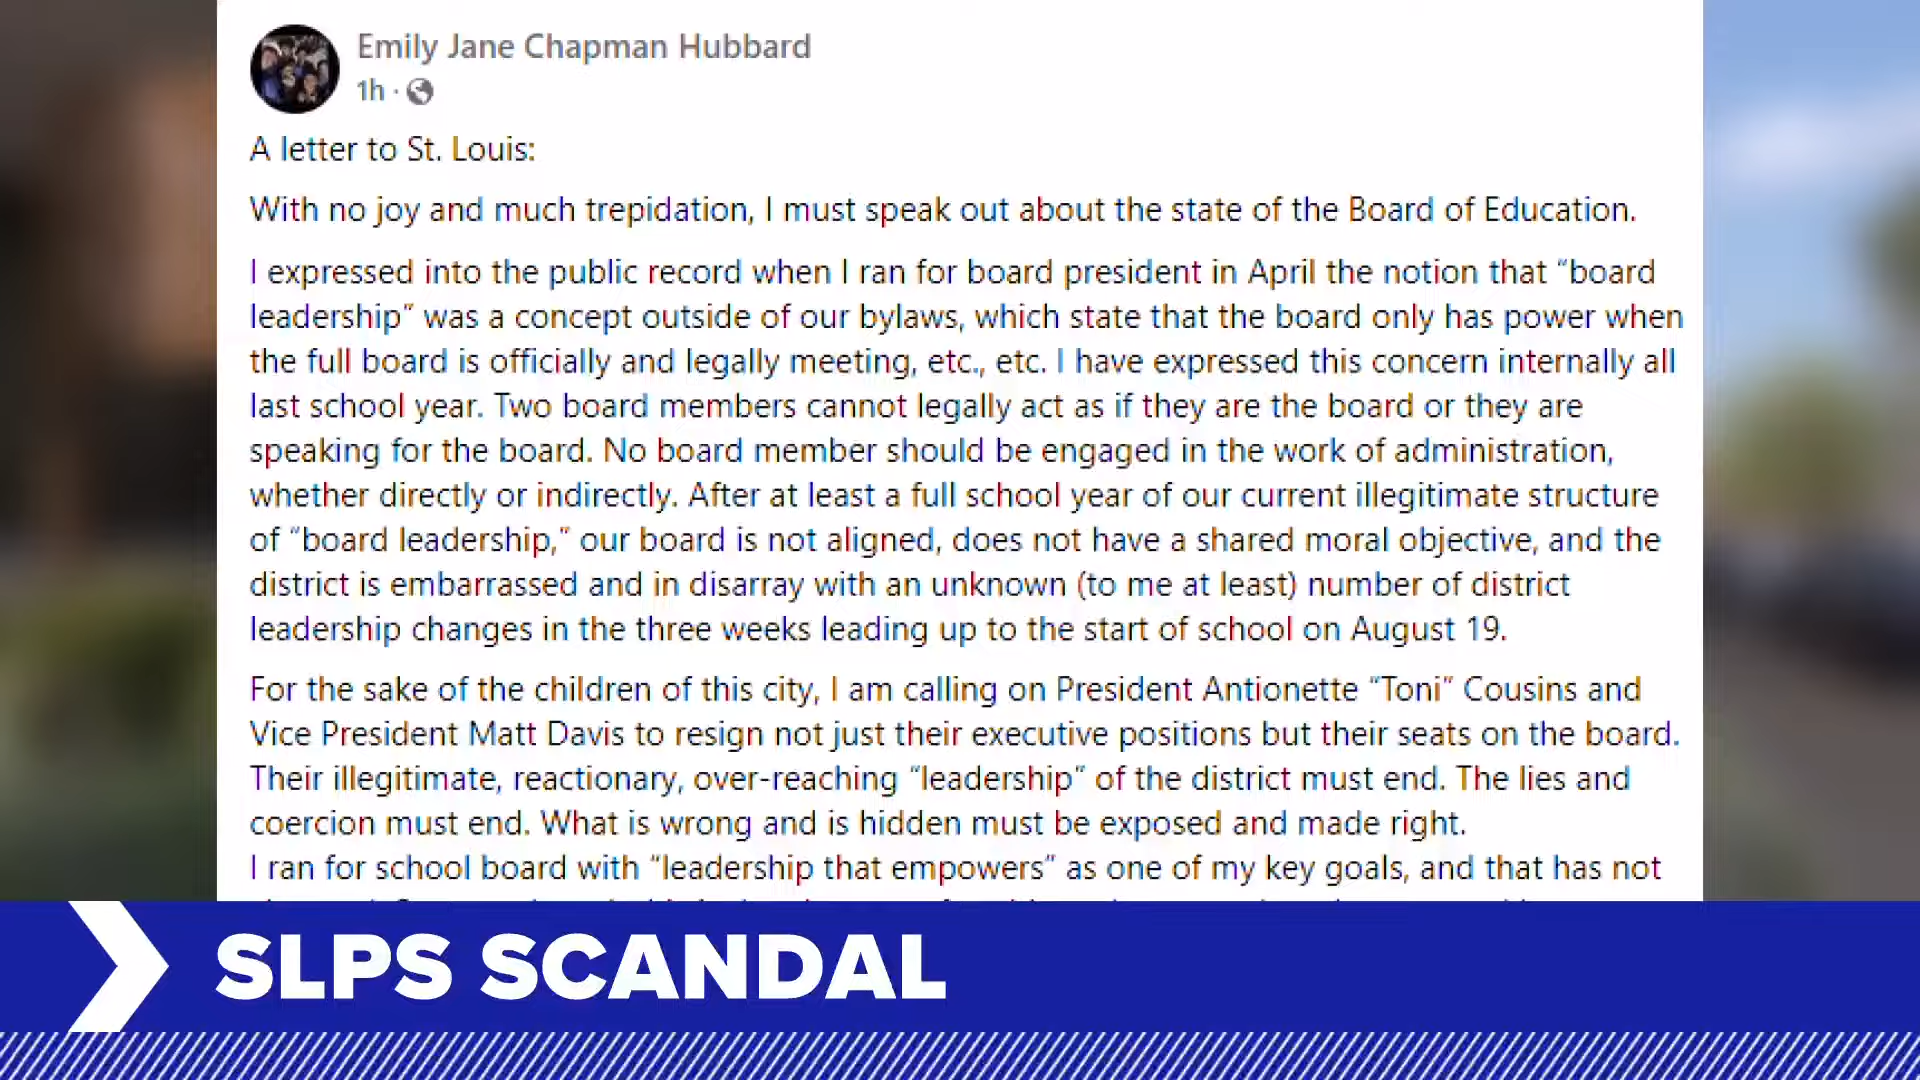 Emily Jane Chapman Hubbard
1h ·
A letter to St. Louis:
With no joy and much trepidation, I must speak out about the state of the Board of Education.
I expressed into the public record when I ran for board president in April the notion that “board
leadership” was a concept outside of our bylaws, which state that the board only has power when
the full board is officially and legally meeting, etc., etc. I have expressed this concern internally all
last school year. Two board members cannot legally act as if they are the board or they are
speaking for the board. No board member should be engaged in the work of administration,
whether directly or indirectly. After at least a full school year of our current illegitimate structure
of “board leadership,” our board is not aligned, does not have a shared moral objective, and the
district is embarrassed and in disarray with an unknown (to me at least) number of district
leadership changes in the three weeks leading up to the start of school on August 19.
For the sake of the children of this city, I am calling on President Antionette “Toni” Cousins and
Vice President Matt Davis to resign not just their executive positions but their seats on the board.
Their illegitimate, reactionary, over-reaching “leadership” of the district must end. The lies and
coercion must end. What is wrong and is hidden must be exposed and made right.
I ran for school board with “leadership that empowers” as one of my key goals, and that has not
SLPS SCANDAL